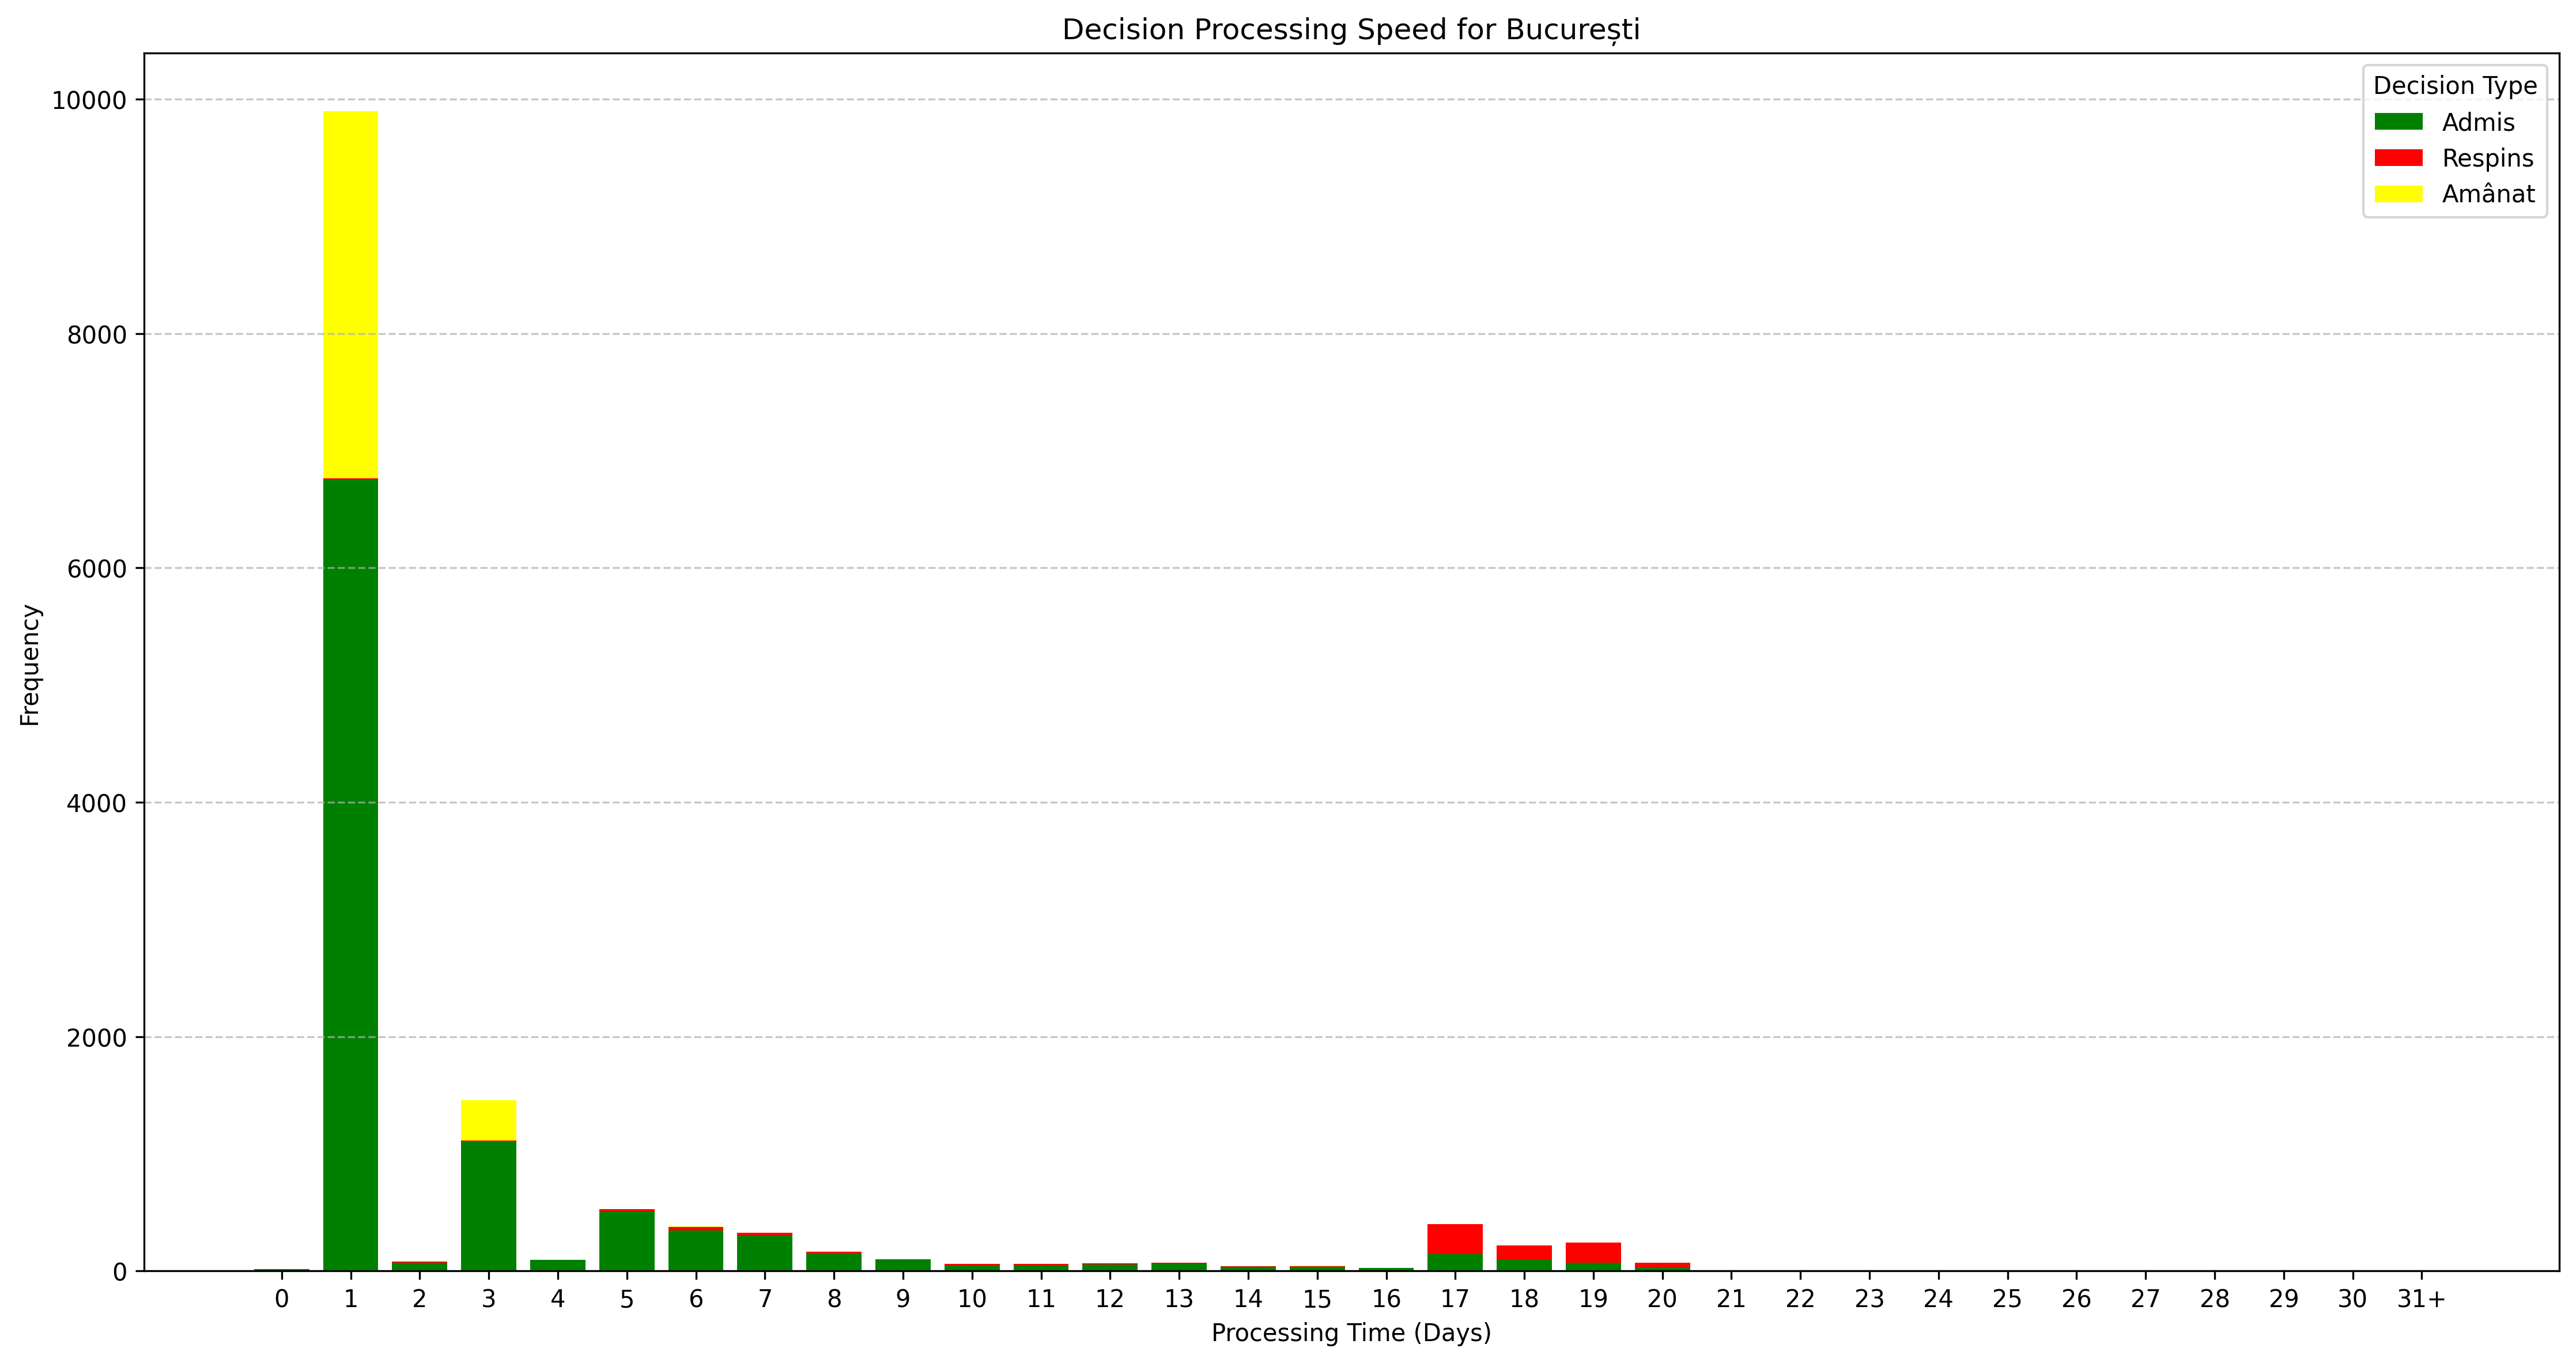 Decision Processing Speed for București
Decision Type
Admis
Respins
Amânat
Frequency
10000
8000
6000
4000
2000
0
0 1 2 3 4 5 6 7 8 9 10 11 12 13 14 15 16 17 18 19 20 21 22 23 24 25 26 27 28 29 30 31+
Processing Time (Days)